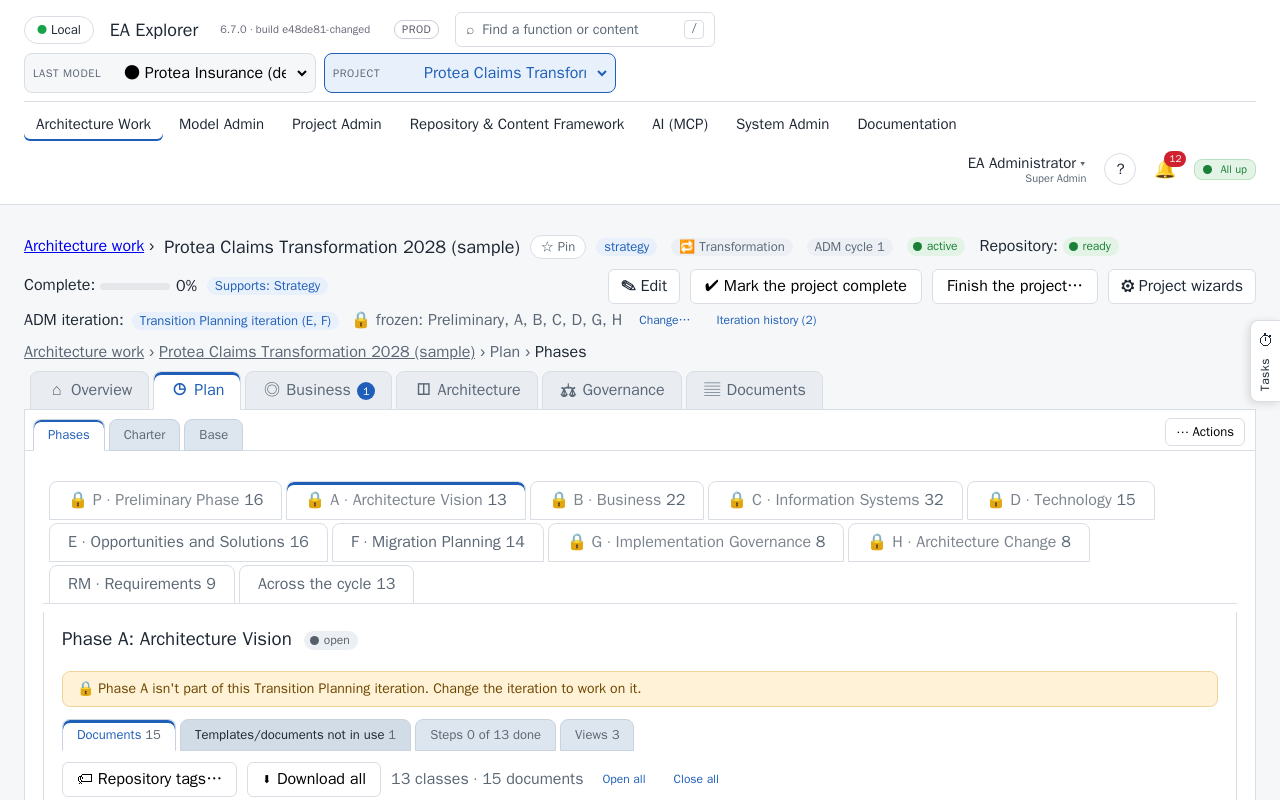 Local EA Explorer 6.7.0 · build e48de81-changed PROD Find a function or content /
LAST MODEL Protea Insurance (de PROJECT Protea Claims Transfor
Architecture Work Model Admin Project Admin Repository & Content Framework AI (MCP) System Admin Documentation
EA Administrator ▾ ? 12 All up
Super Admin
Architecture work › Protea Claims Transformation 2028 (sample) ☆ Pin strategy Transformation ADM cycle 1 active Repository: ready
Complete: 0% Supports: Strategy ✎ Edit ✔ Mark the project complete Finish the project⋯ ⚙ Project wizards
ADM iteration: Transition Planning iteration (E, F) 🔒 frozen: Preliminary, A, B, C, D, G, H Change⋯ Iteration history (2)
Tasks
Architecture work › Protea Claims Transformation 2028 (sample) › Plan › Phases
Overview Plan Business 1 Architecture Governance Documents
Phases Charter Base ⋯ Actions
🔒 P · Preliminary Phase 16 🔒 A · Architecture Vision 13 🔒 B · Business 22 🔒 C · Information Systems 32 🔒 D · Technology 15
E · Opportunities and Solutions 16 F · Migration Planning 14 🔒 G · Implementation Governance 8 🔒 H · Architecture Change 8
RM · Requirements 9 Across the cycle 13
Phase A: Architecture Vision open
🔒 Phase A isn't part of this Transition Planning iteration. Change the iteration to work on it.
Documents 15 Templates/documents not in use 1 Steps 0 of 13 done Views 3
Repository tags⋯ ⬇ Download all 13 classes · 15 documents Open all Close all